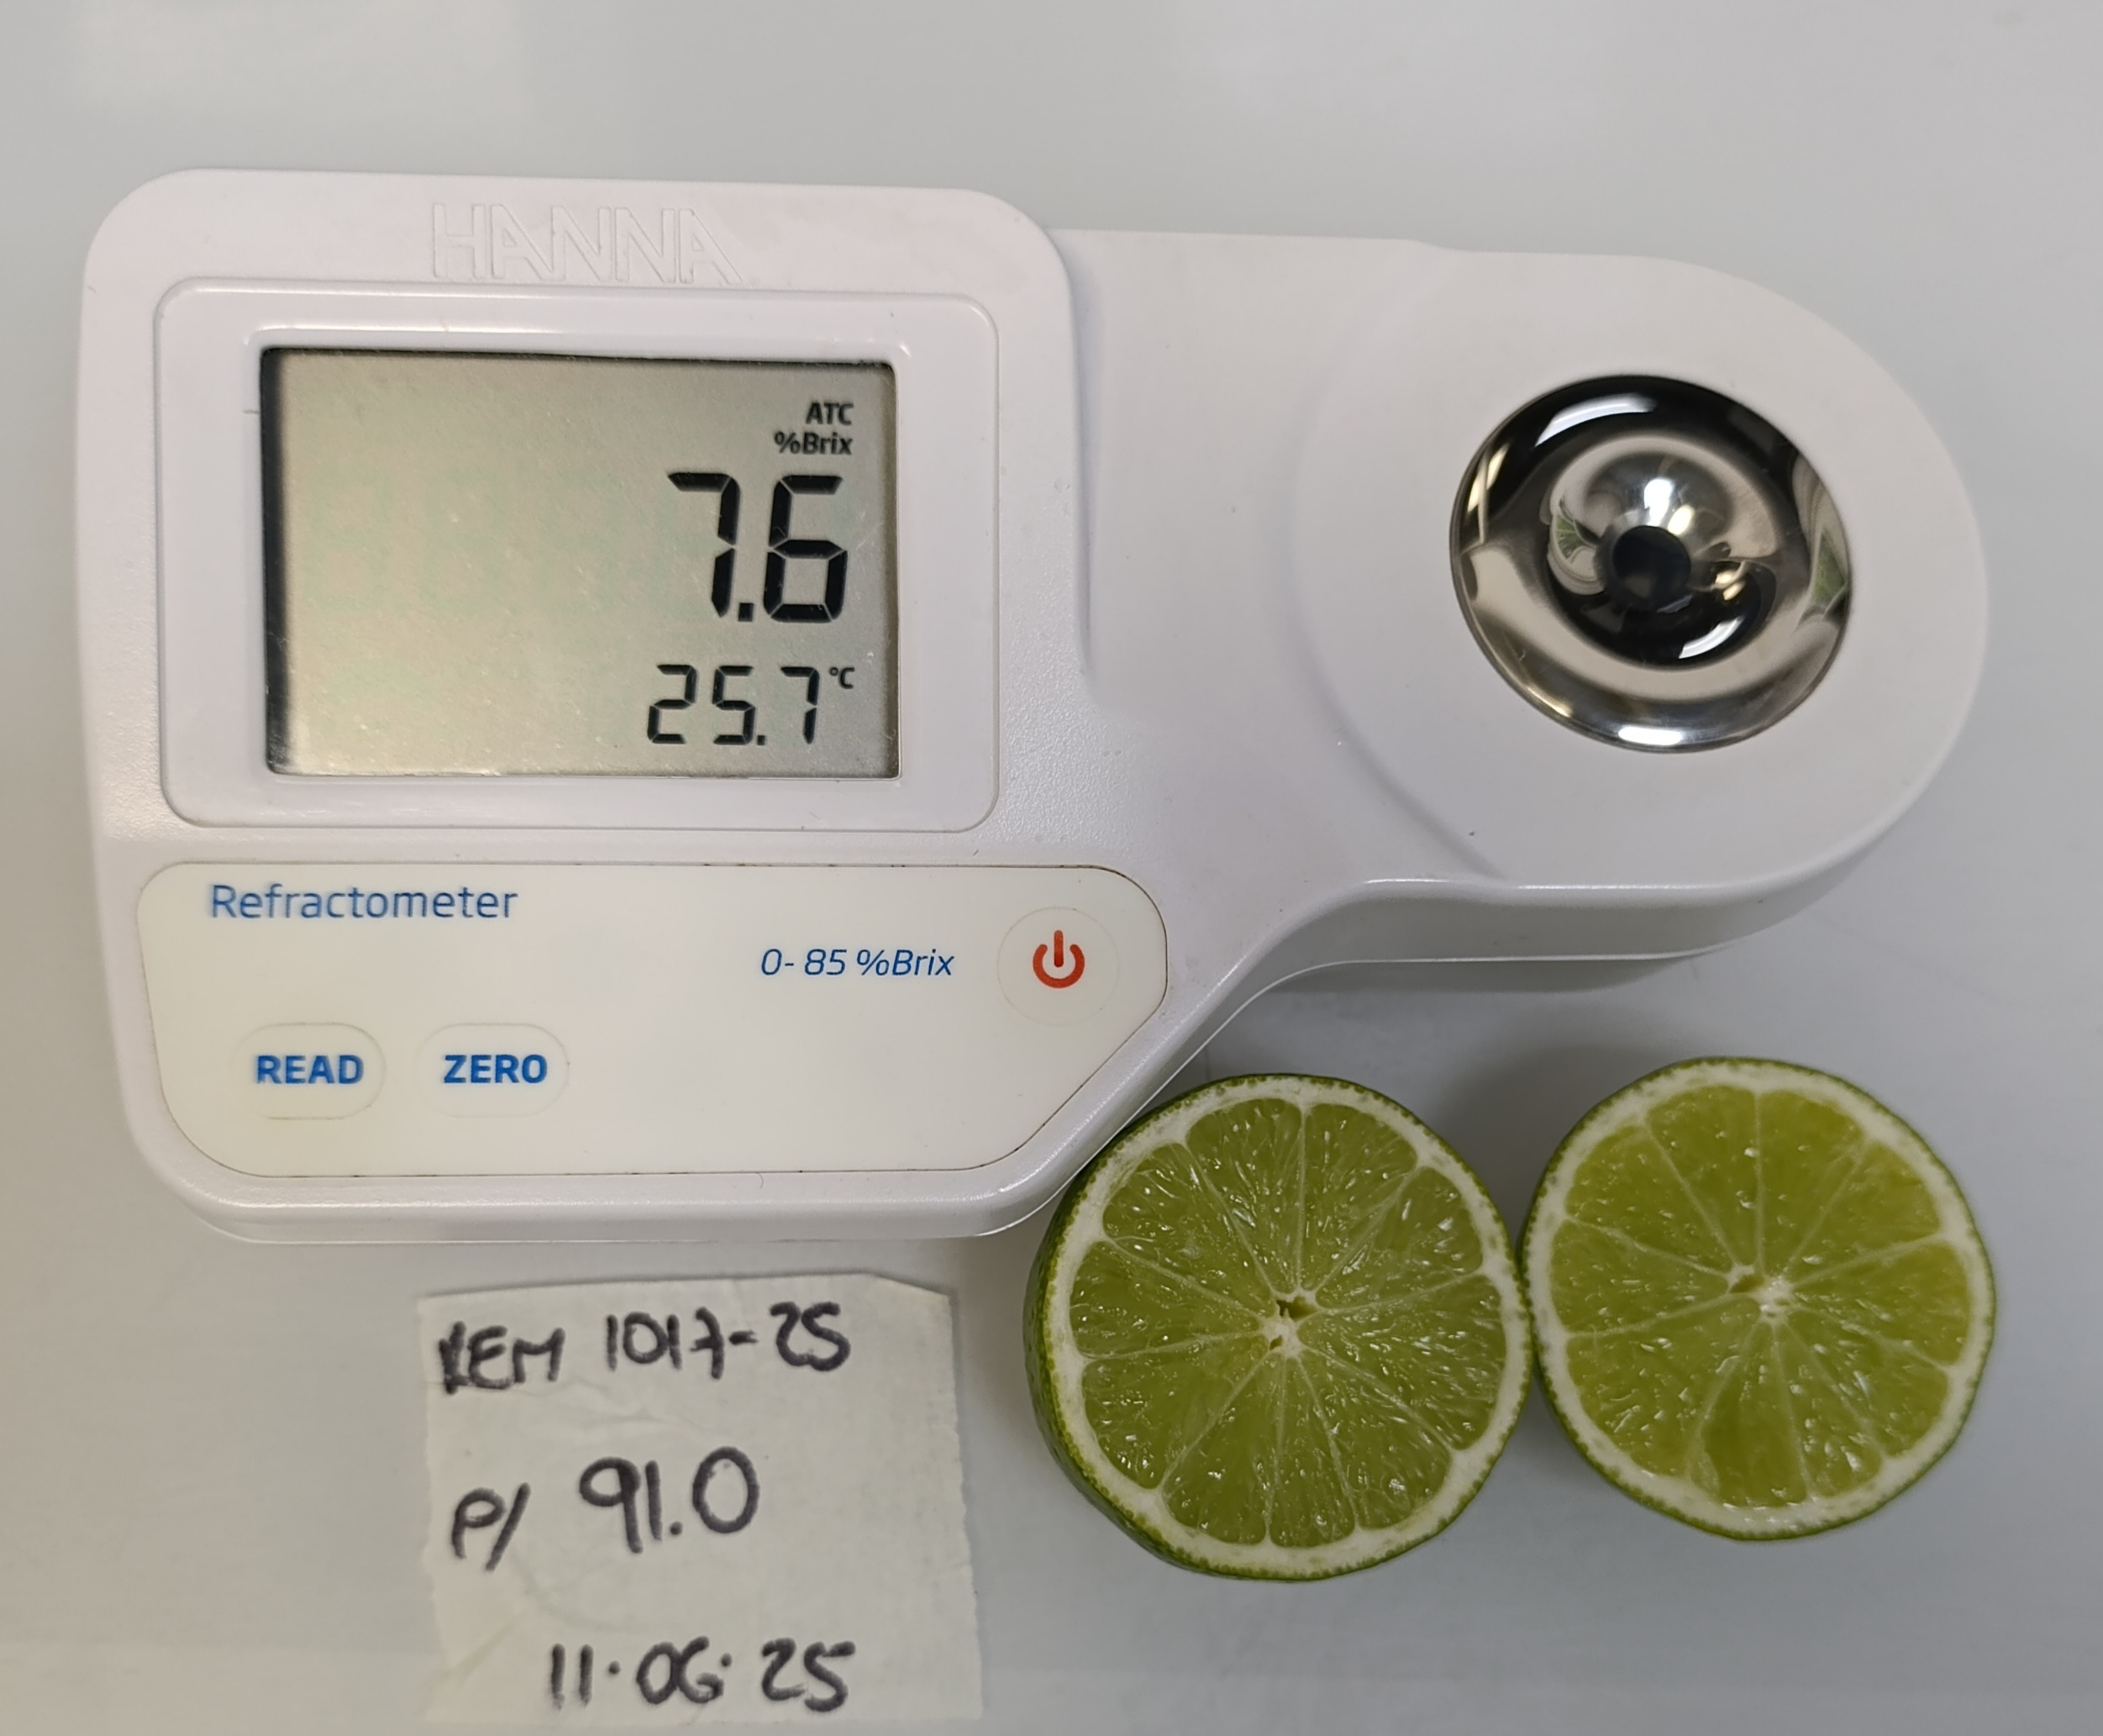 HANNA
ATC
%Brix
7.6
25.7 °C
Refractometer
0-85 %Brix
READ
ZERO
REM 1017-25
P/ 91.0
11.06.25